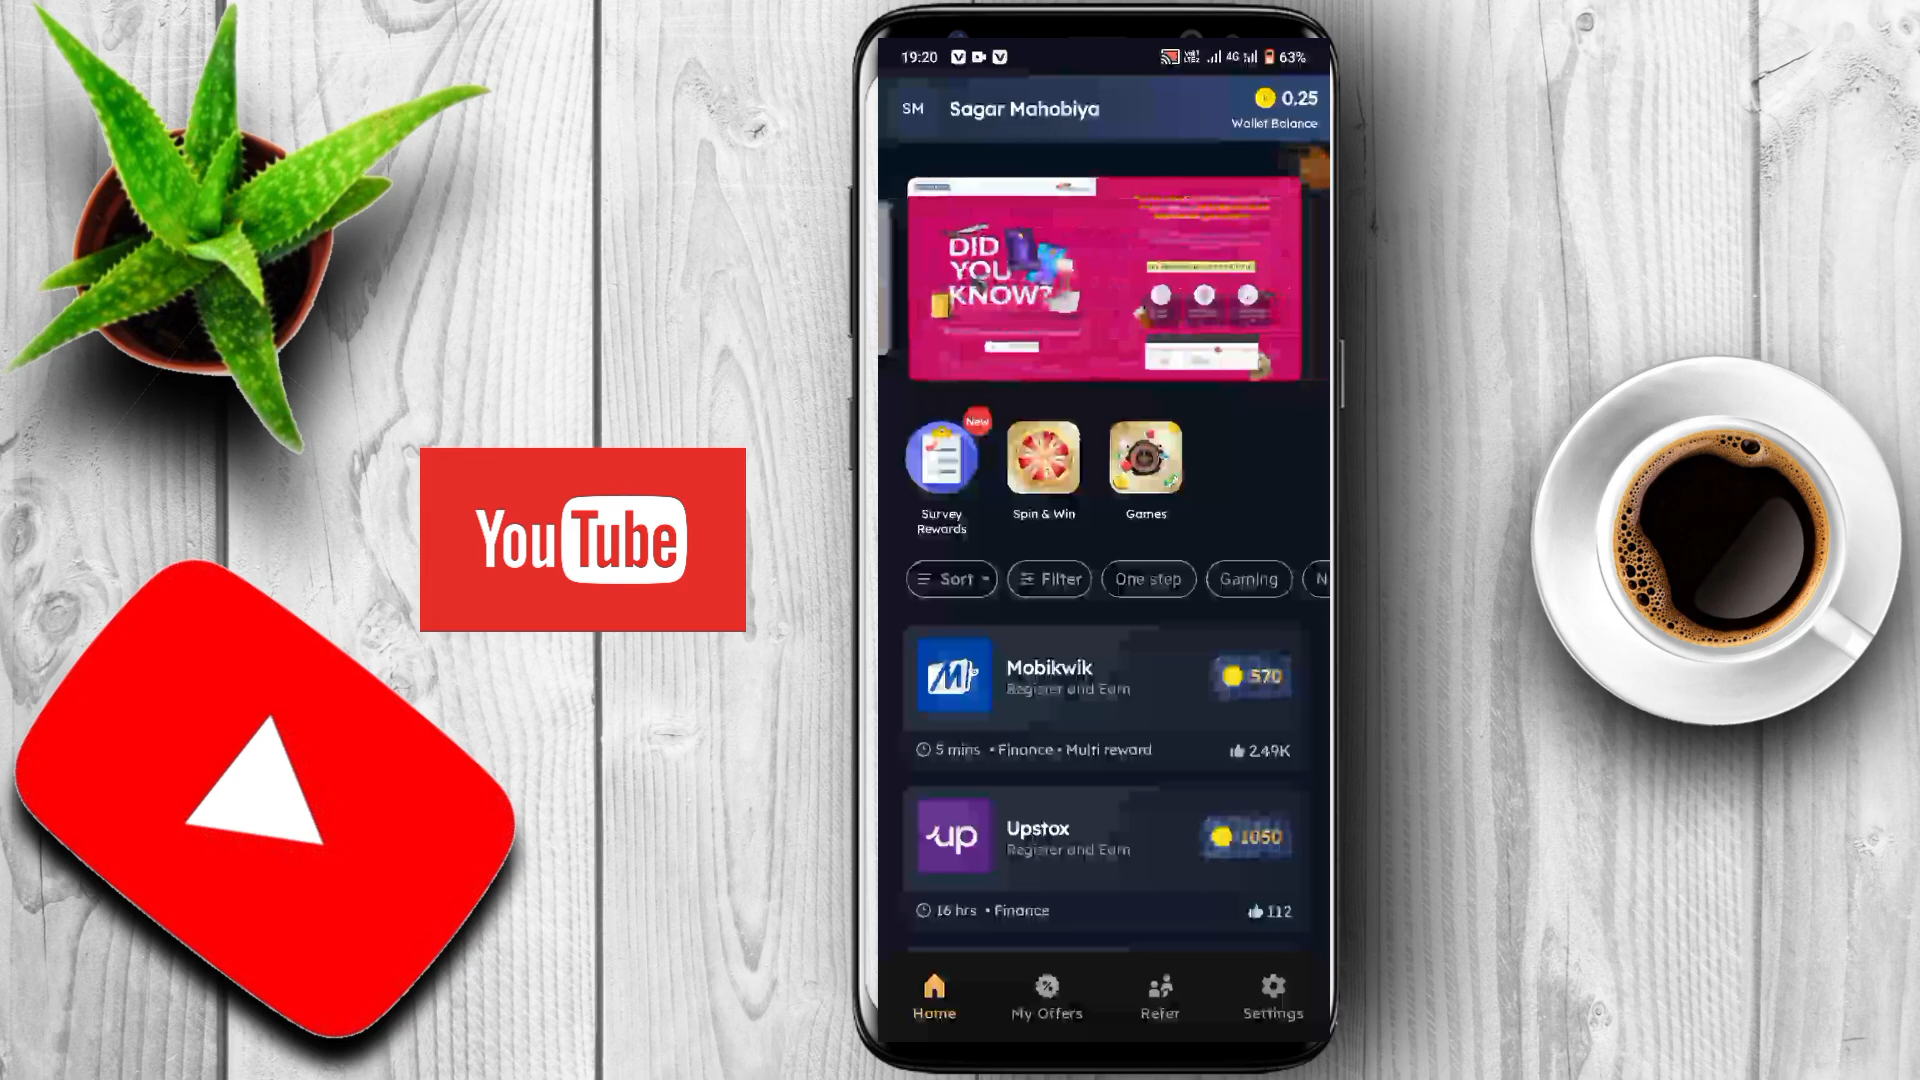 19:20
4G
63%
SM
Sagar Mahobiya
0.25
Wallet Balance
DID
YOU
KNOW?
New
Survey
Rewards
Spin & Win
Games
Sort
Filter
One step
Gaming
N
Mobikwik
Register and Earn
570
5 mins • Finance • Multi reward
2.49K
up
Upstox
Register and Earn
1050
16 hrs • Finance
112
Home
My Offers
Refer
Settings
YouTube